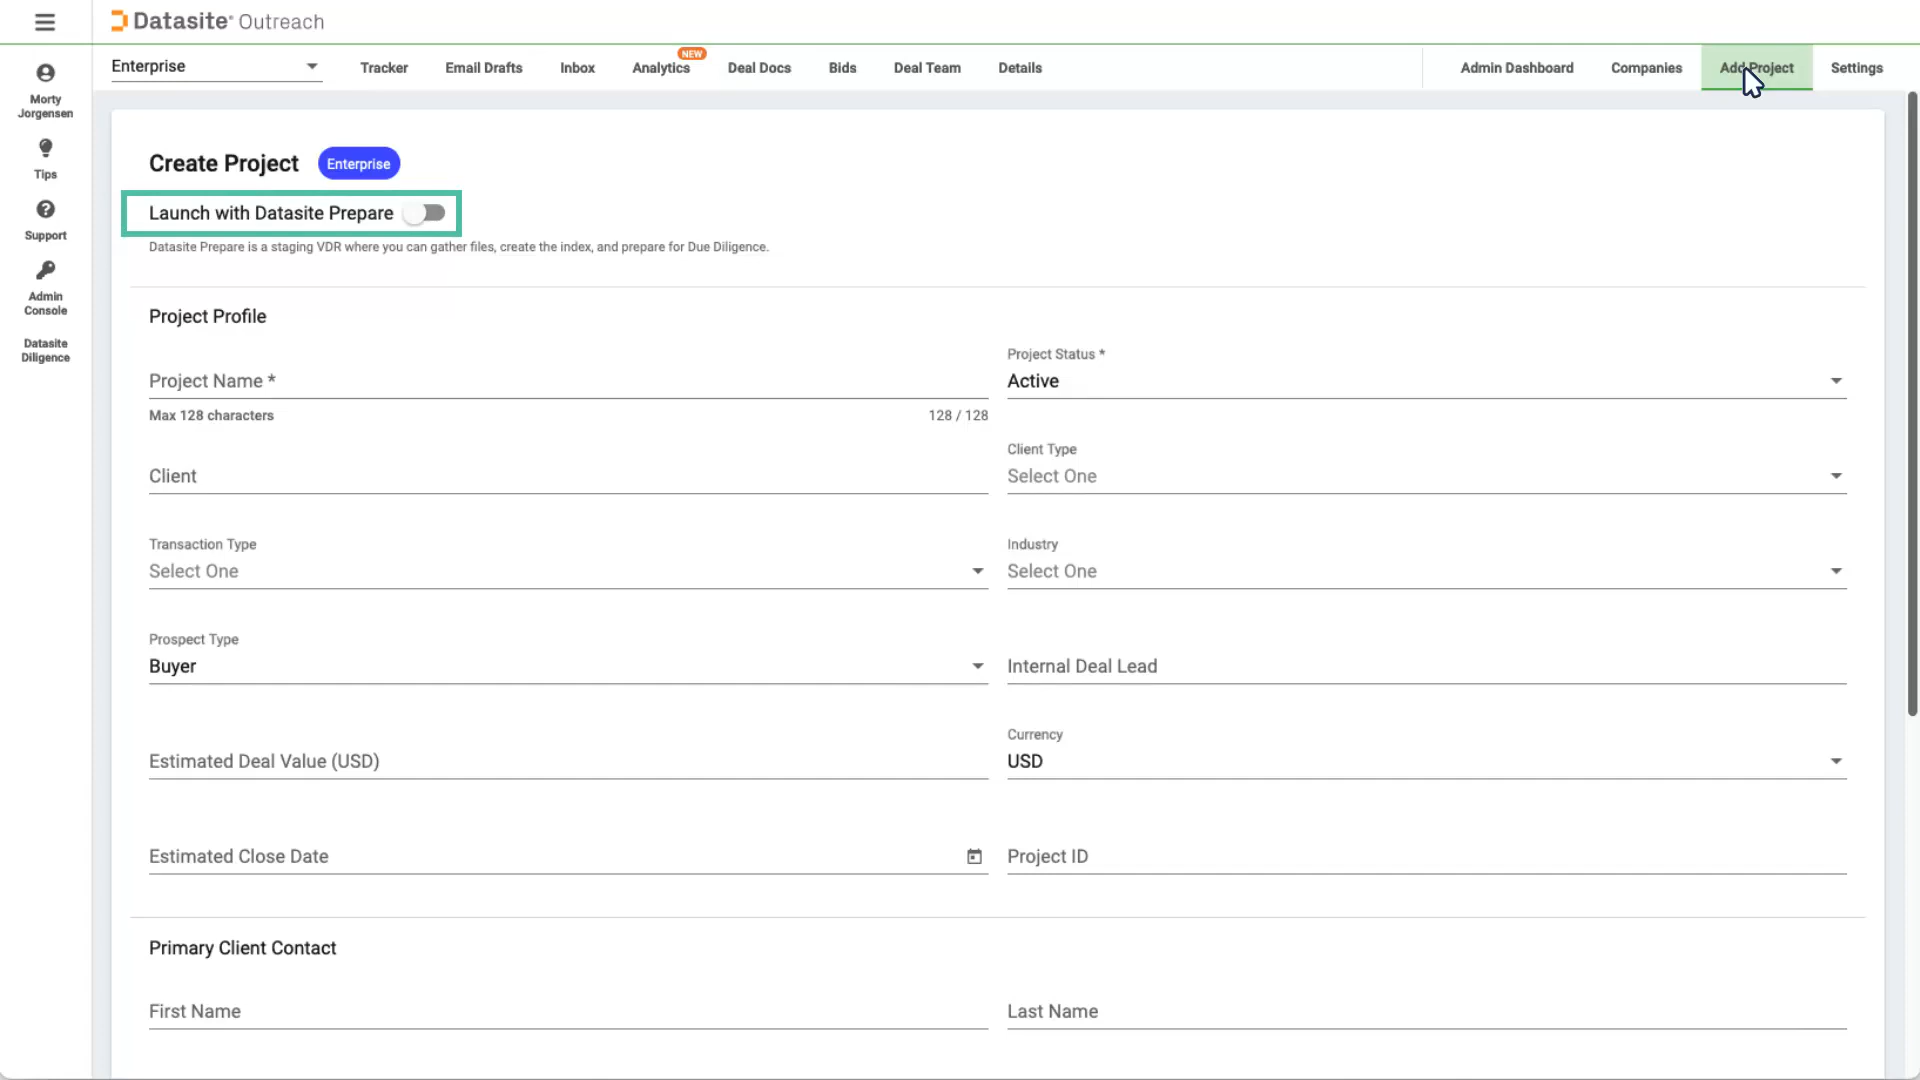 Datasite® Outreach
Enterprise
Tracker
Email Drafts
Inbox
Analytics
NEW
Deal Docs
Bids
Deal Team
Details
Admin Dashboard
Companies
Add Project
Settings
Morty
Jorgensen
Tips
Support
Admin
Console
Datasite
Diligence
Create Project
Enterprise
Launch with Datasite Prepare
Datasite Prepare is a staging VDR where you can gather files, create the index, and prepare for Due Diligence.
Project Profile
Project Name *
Max 128 characters
128 / 128
Project Status *
Active
Client
Client Type
Select One
Transaction Type
Select One
Industry
Select One
Prospect Type
Buyer
Internal Deal Lead
Estimated Deal Value (USD)
Currency
USD
Estimated Close Date
Project ID
Primary Client Contact
First Name
Last Name